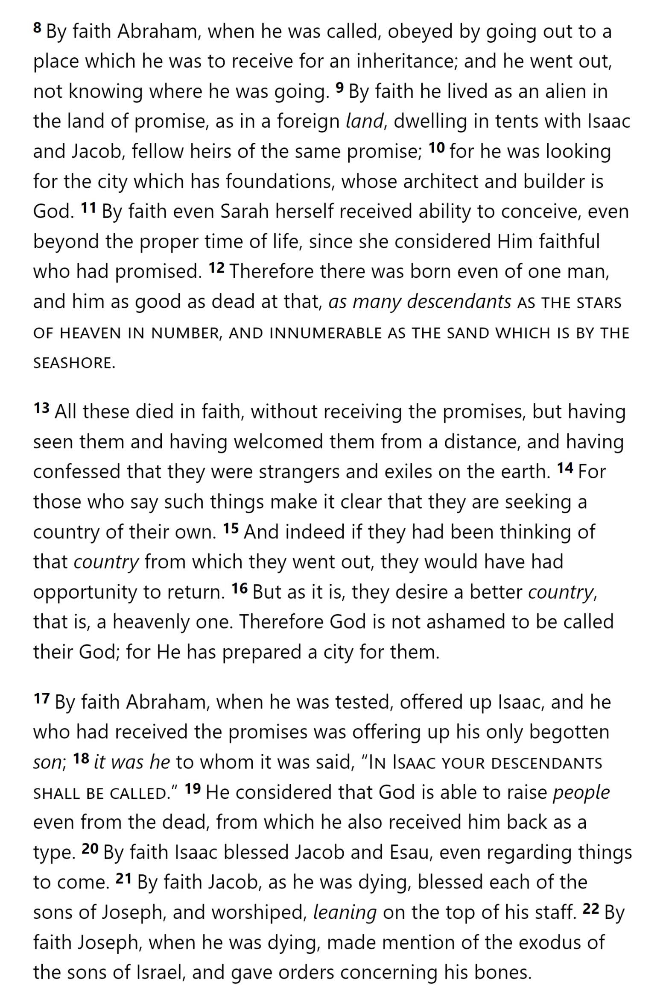 8 By faith Abraham, when he was called, obeyed by going out to a
place which he was to receive for an inheritance; and he went out,
not knowing where he was going. 9 By faith he lived as an alien in
the land of promise, as in a foreign land, dwelling in tents with Isaac
and Jacob, fellow heirs of the same promise; 10 for he was looking
for the city which has foundations, whose architect and builder is
God. 11 By faith even Sarah herself received ability to conceive, even
beyond the proper time of life, since she considered Him faithful
who had promised. 12 Therefore there was born even of one man,
and him as good as dead at that, as many descendants AS THE STARS
OF HEAVEN IN NUMBER, AND INNUMERABLE AS THE SAND WHICH IS BY THE
SEASHORE.
13 All these died in faith, without receiving the promises, but having
seen them and having welcomed them from a distance, and having
confessed that they were strangers and exiles on the earth. 14 For
those who say such things make it clear that they are seeking a
country of their own. 15 And indeed if they had been thinking of
that country from which they went out, they would have had
opportunity to return. 16 But as it is, they desire a better country,
that is, a heavenly one. Therefore God is not ashamed to be called
their God; for He has prepared a city for them.
17 By faith Abraham, when he was tested, offered up Isaac, and he
who had received the promises was offering up his only begotten
son; 18 it was he to whom it was said, “IN ISAAC YOUR DESCENDANTS
SHALL BE CALLED.” 19 He considered that God is able to raise people
even from the dead, from which he also received him back as a
type. 20 By faith Isaac blessed Jacob and Esau, even regarding things
to come. 21 By faith Jacob, as he was dying, blessed each of the
sons of Joseph, and worshiped, leaning on the top of his staff. 22 By
faith Joseph, when he was dying, made mention of the exodus of
the sons of Israel, and gave orders concerning his bones.